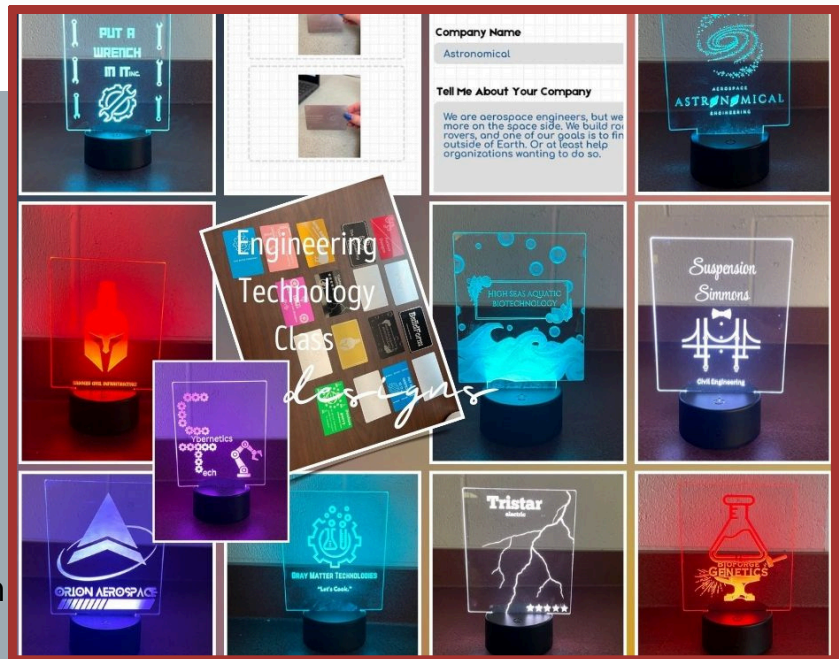 PUT A
WRENCH
IN IT INC.
Company Name
Astronomical
Tell Me About Your Company
We are aerospace engineers, but we
more on the space side. We build
rovers, and one of our goals is to
outside of Earth. Or at least help
organizations wanting to do so.
AEROSPACE
ASTRONOMICAL
ENGINEERING
Engineering
Technology
Class
designs
BuildForm
HIGH SEAS AQUATIC
BIOTECHNOLOGY
Suspension
Simmons
Civil Engineering
Cybernetics
Tech
ORION AEROSPACE
GRAY MATTER TECHNOLOGIES
"Let's Cook."
Tristar
electric
BIOFORGE
GENETICS